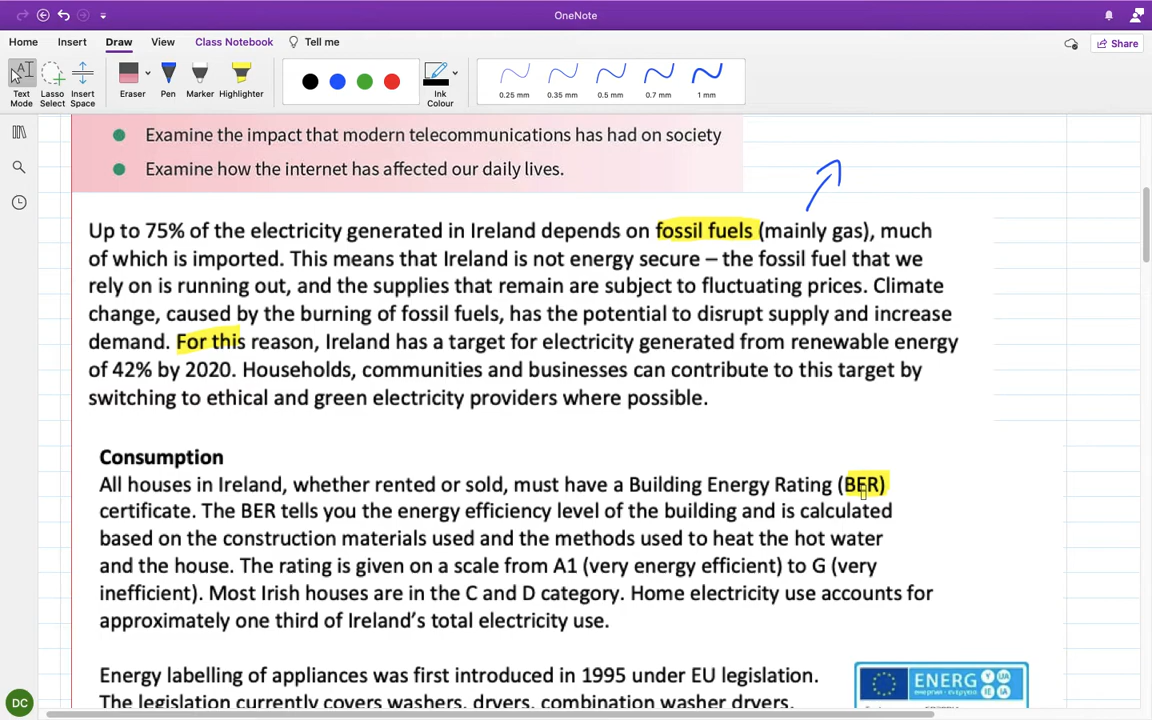 OneNote
Home Insert Draw View Class Notebook Tell me Share
Text Mode
Lasso Select
Insert Space
Eraser
Pen
Marker
Highlighter
Ink Colour
0.25 mm 0.35 mm 0.5 mm 0.7 mm 1 mm
Examine the impact that modern telecommunications has had on society
Examine how the internet has affected our daily lives.
Up to 75% of the electricity generated in Ireland depends on fossil fuels (mainly gas), much
of which is imported. This means that Ireland is not energy secure – the fossil fuel that we
rely on is running out, and the supplies that remain are subject to fluctuating prices. Climate
change, caused by the burning of fossil fuels, has the potential to disrupt supply and increase
demand. For this reason, Ireland has a target for electricity generated from renewable energy
of 42% by 2020. Households, communities and businesses can contribute to this target by
switching to ethical and green electricity providers where possible.
Consumption
All houses in Ireland, whether rented or sold, must have a Building Energy Rating (BER)
certificate. The BER tells you the energy efficiency level of the building and is calculated
based on the construction materials used and the methods used to heat the hot water
and the house. The rating is given on a scale from A1 (very energy efficient) to G (very
inefficient). Most Irish houses are in the C and D category. Home electricity use accounts for
approximately one third of Ireland's total electricity use.
Energy labelling of appliances was first introduced in 1995 under EU legislation.
The legislation currently covers washers, dryers, combination washer dryers,
ENERG Y UA
IE IA
DC